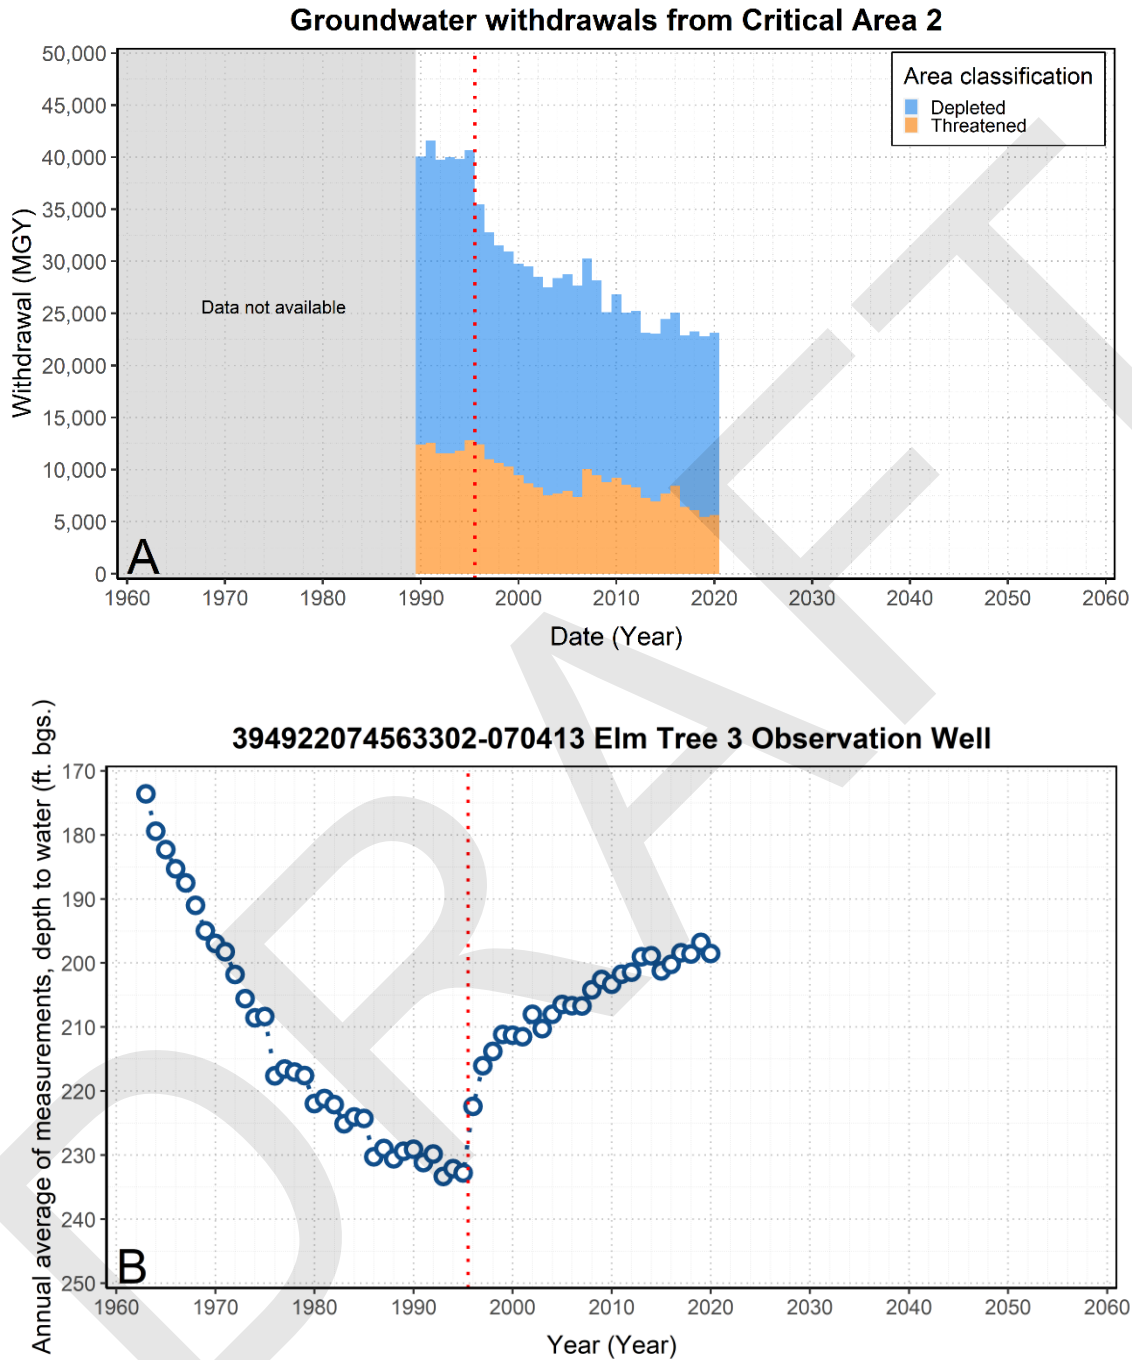 Groundwater withdrawals from Critical Area 2
Withdrawal (MGY)
50,000
45,000
40,000
35,000
30,000
25,000
20,000
15,000
10,000
5,000
0
Area classification
Depleted
Threatened
Data not available
A
1960 1970 1980 1990 2000 2010 2020 2030 2040 2050 2060
Date (Year)
394922074563302-070413 Elm Tree 3 Observation Well
Annual average of measurements, depth to water (ft. bgs.)
170
180
190
200
210
220
230
240
250
B
1960 1970 1980 1990 2000 2010 2020 2030 2040 2050 2060
Year (Year)
DRAFT